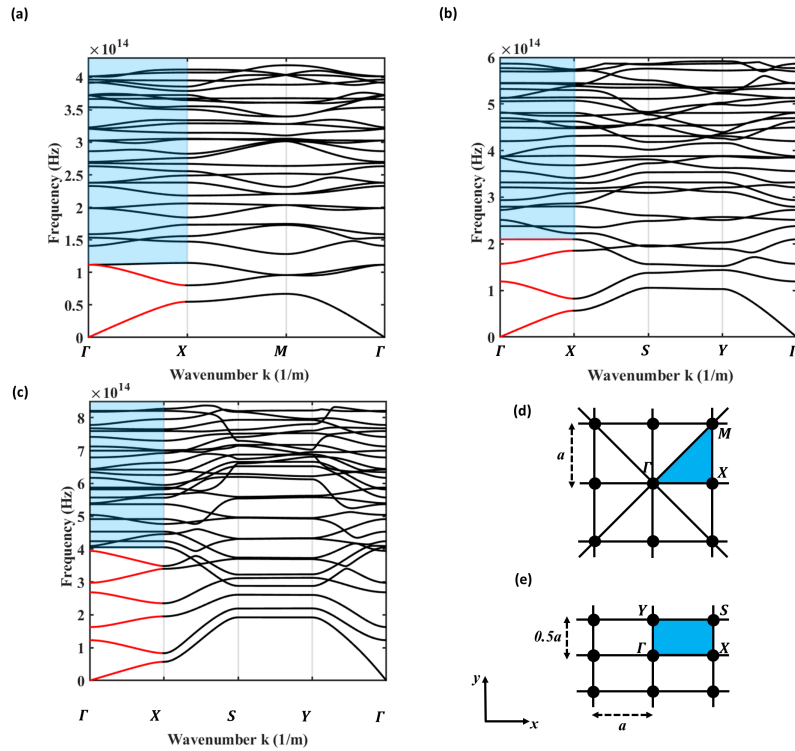 (a)
× 10^14
4
3.5
3
2.5
2
1.5
1
0.5
0
Frequency (Hz)
Γ X M Γ
Wavenumber k (1/m)
(b)
× 10^14
6
5
4
3
2
1
0
Frequency (Hz)
Γ X S Y Γ
Wavenumber k (1/m)
(c)
× 10^14
8
7
6
5
4
3
2
1
0
Frequency (Hz)
Γ X S Y Γ
Wavenumber k (1/m)
(d)
M
a
Γ
X
(e)
Y S
0.5a
Γ X
a
y
x